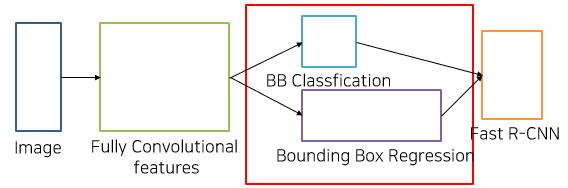 Image
Fully Convolutional
features
BB Classfication
Bounding Box Regression
Fast R-CNN